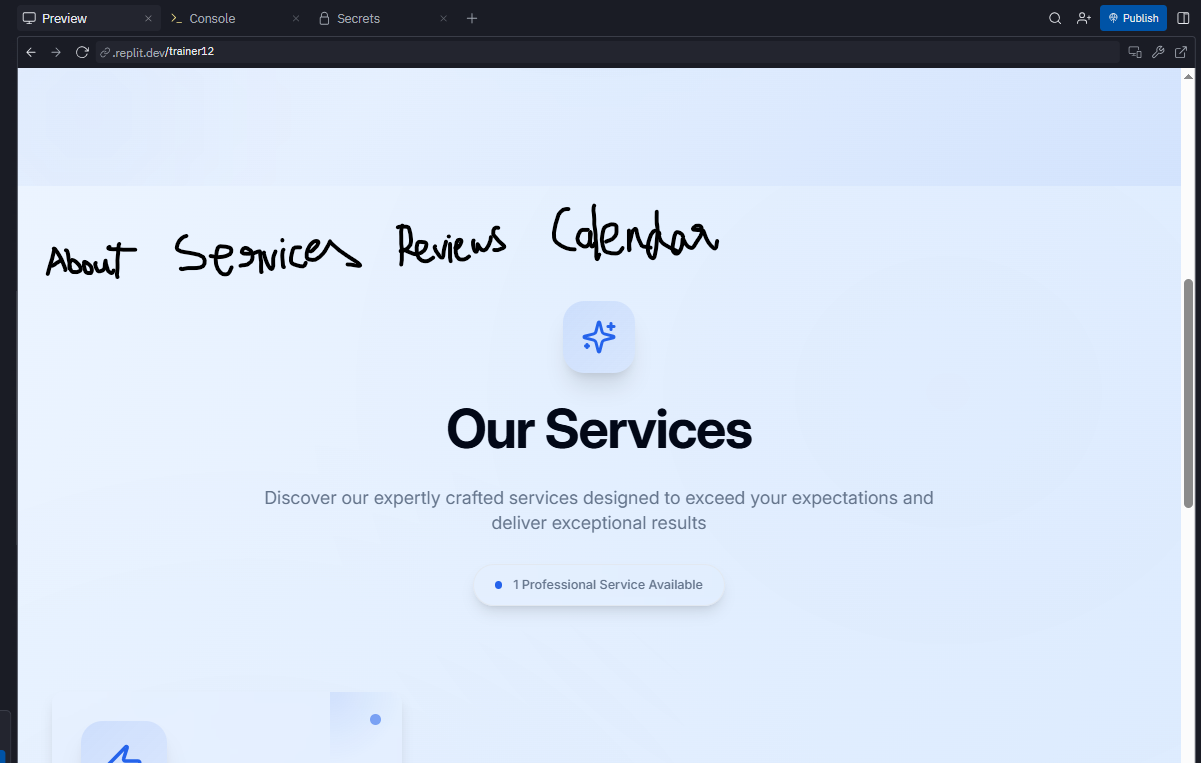 Preview
Console
Secrets
Publish
.replit.dev/trainer12
About Services Reviews Calendar
Our Services
Discover our expertly crafted services designed to exceed your expectations and
deliver exceptional results
1 Professional Service Available